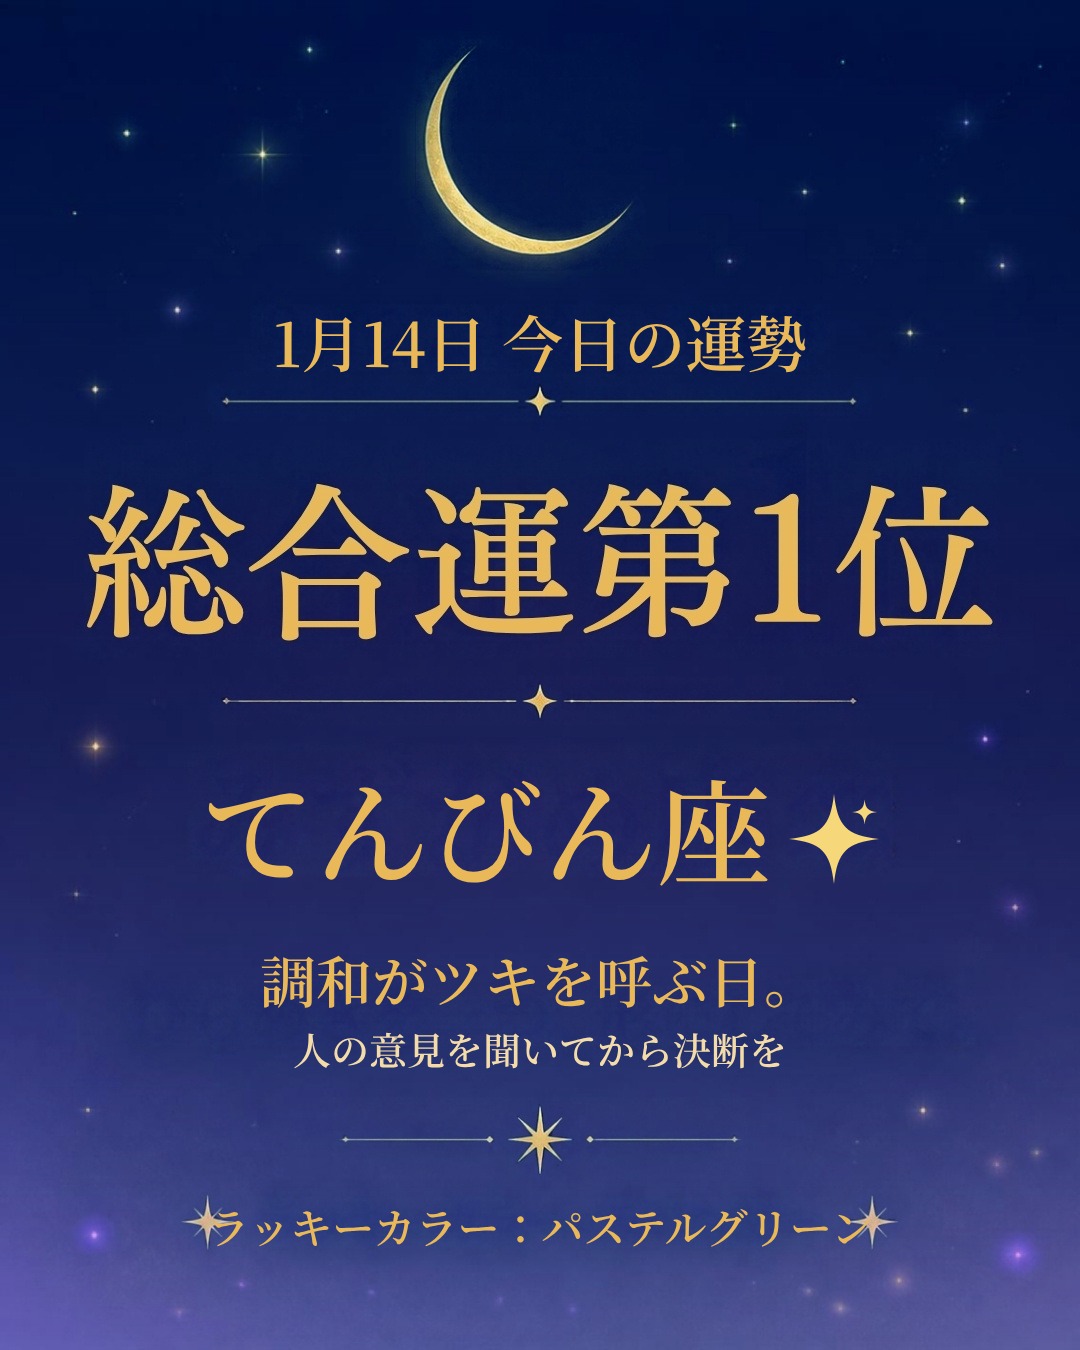 1月14日 今日の運勢
総合運第1位
てんびん座
調和がツキを呼ぶ日。
人の意見を聞いてから決断を
ラッキーカラー：パステルグリーン